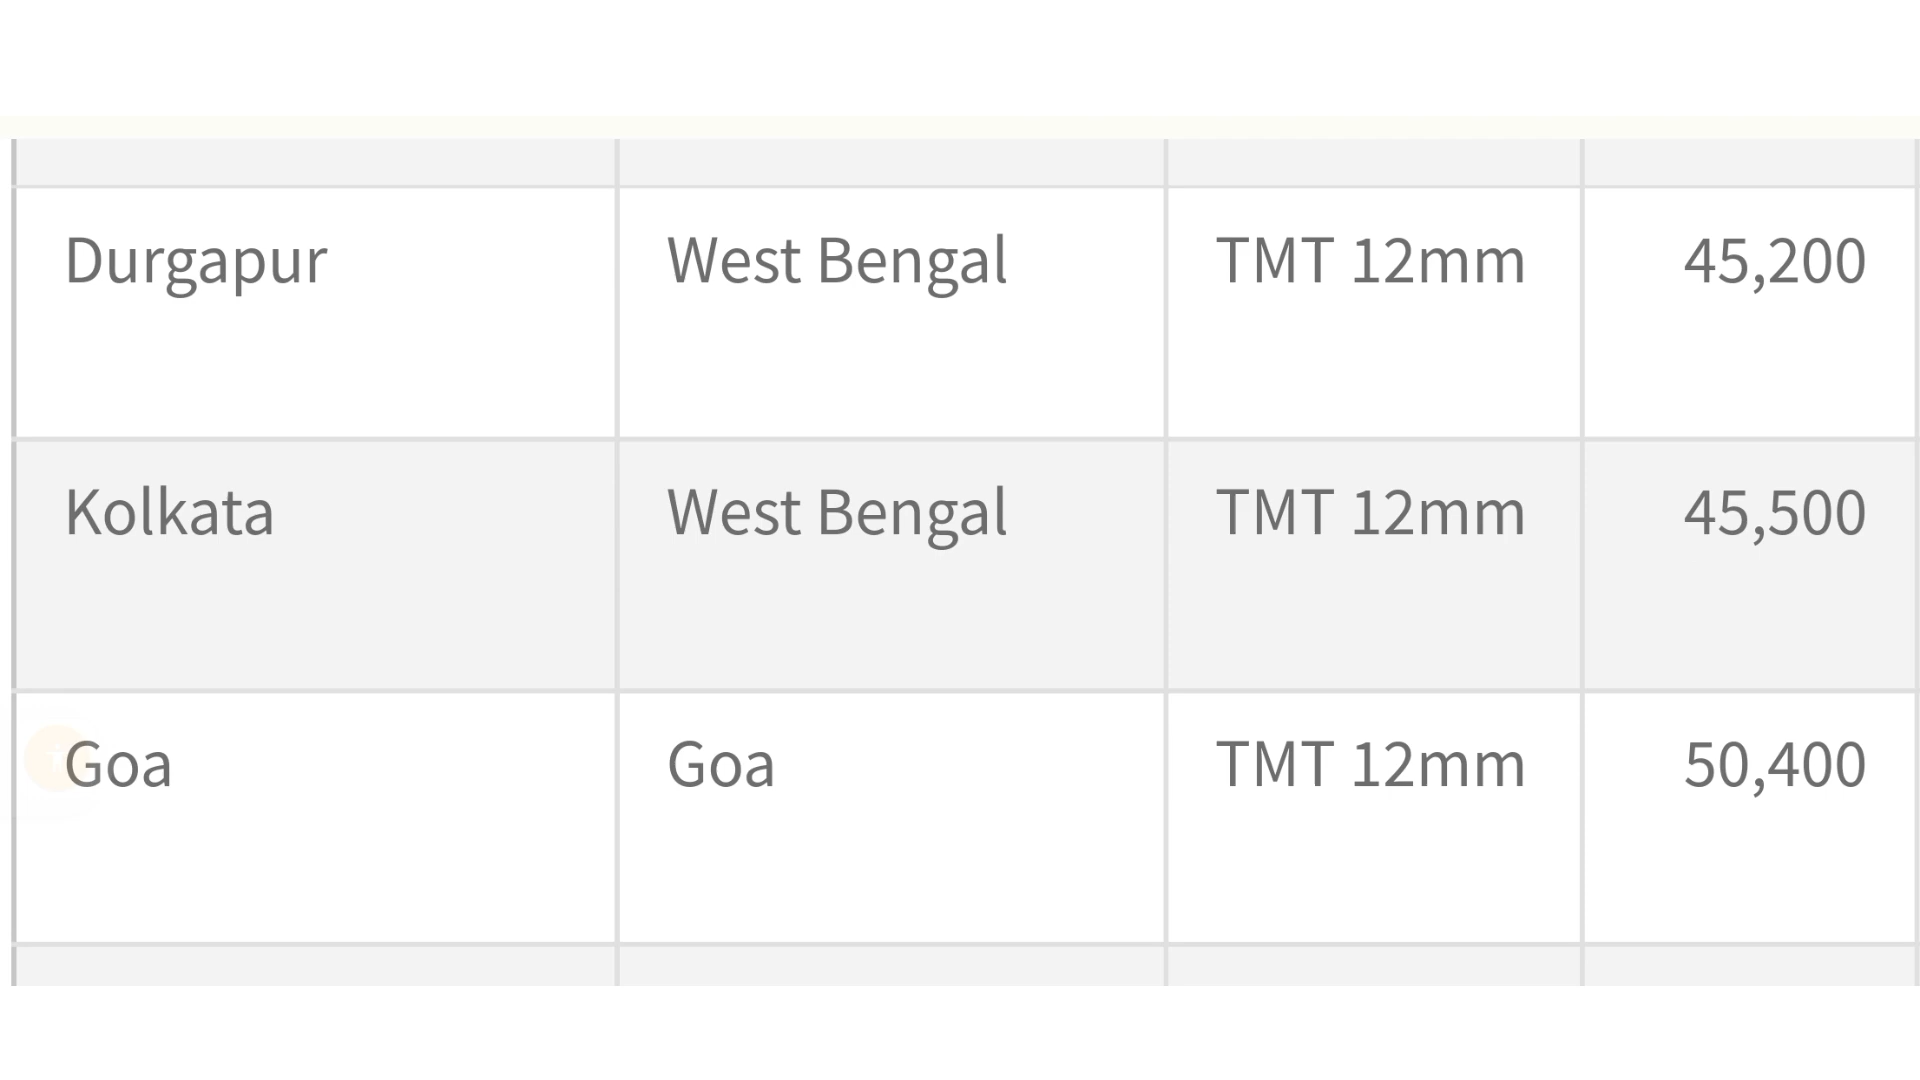 Durgapur West Bengal TMT 12mm 45,200
Kolkata West Bengal TMT 12mm 45,500
Goa Goa TMT 12mm 50,400